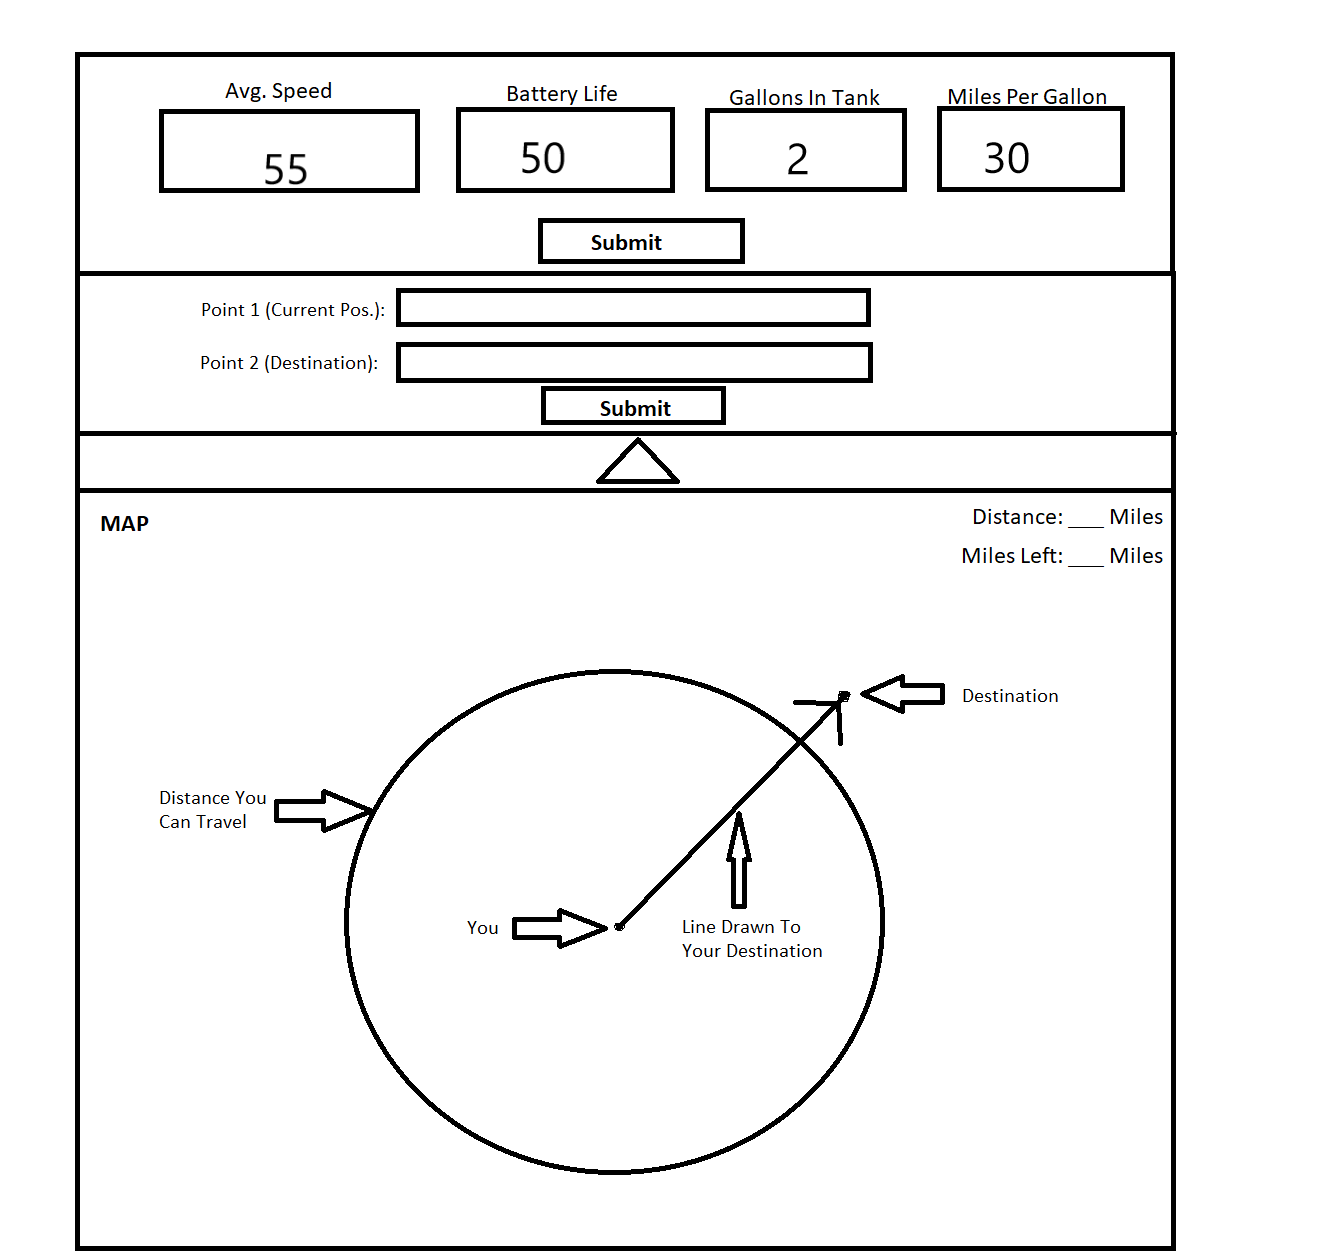 Avg. Speed
Battery Life
Gallons In Tank
Miles Per Gallon
55
50
2
30
Submit
Point 1 (Current Pos.):
Point 2 (Destination):
Submit
MAP
Distance: ___ Miles
Miles Left: ___ Miles
Destination
Distance You
Can Travel
You
Line Drawn To
Your Destination